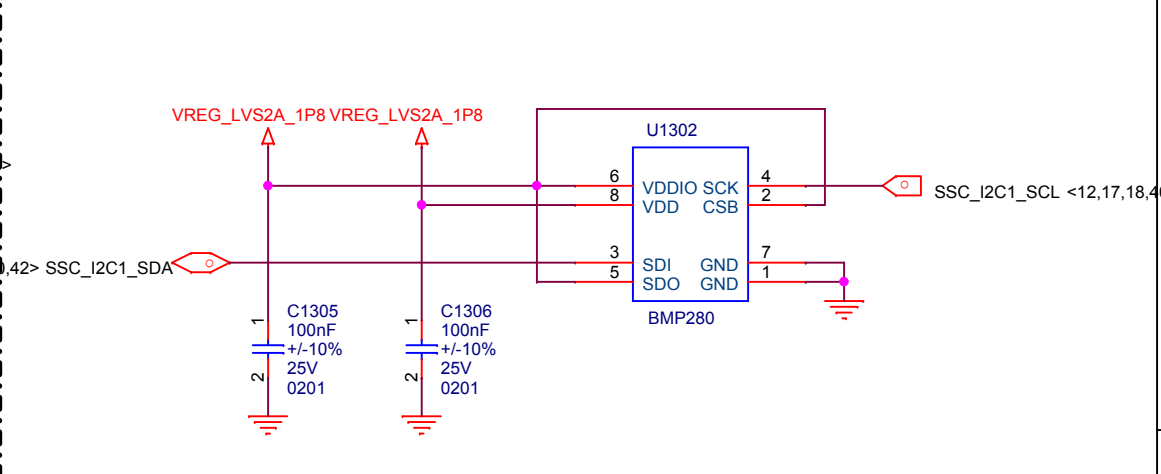 VREG_LVS2A_1P8 VREG_LVS2A_1P8
U1302
6 VDDIO SCK 4
8 VDD CSB 2
SSC_I2C1_SCL <12,17,18,4
,42> SSC_I2C1_SDA
3 SDI GND 7
5 SDO GND 1
BMP280
1
C1305
100nF
+/-10%
25V
0201
2
1
C1306
100nF
+/-10%
25V
0201
2